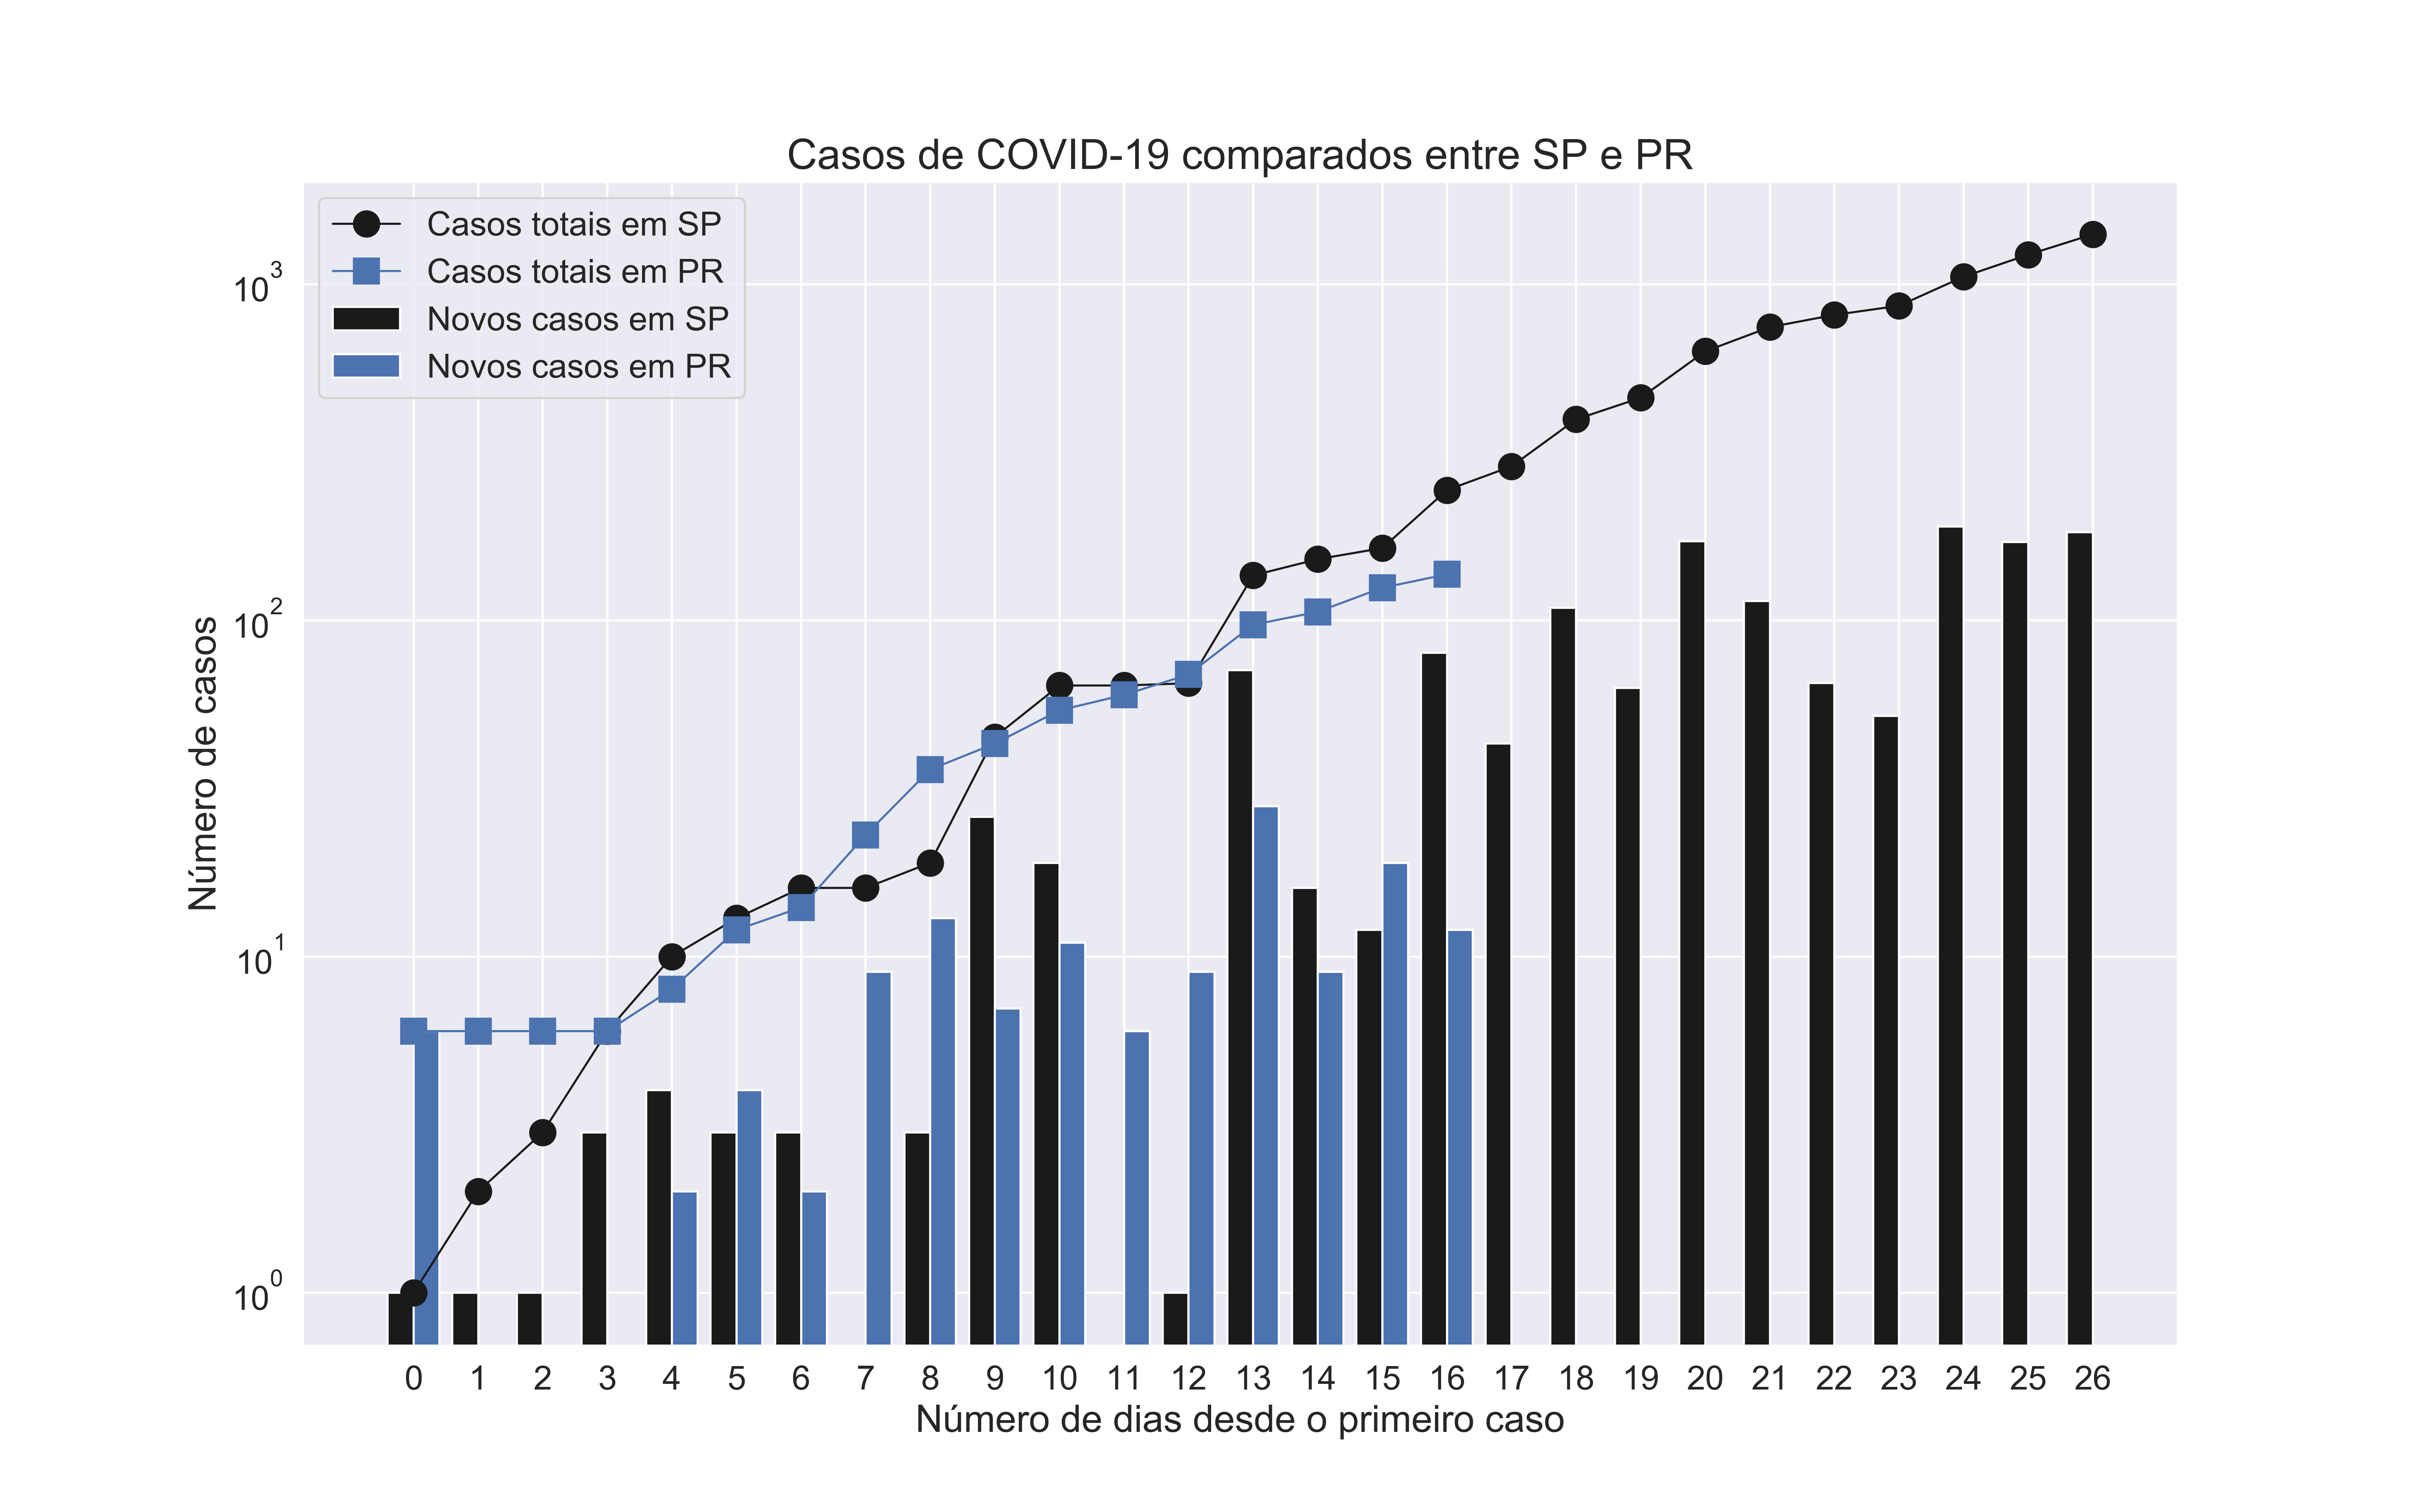 Casos de COVID-19 comparados entre SP e PR
Casos totais em SP
Casos totais em PR
Novos casos em SP
Novos casos em PR
10³
10²
10¹
10⁰
Número de casos
0 1 2 3 4 5 6 7 8 9 10 11 12 13 14 15 16 17 18 19 20 21 22 23 24 25 26
Número de dias desde o primeiro caso